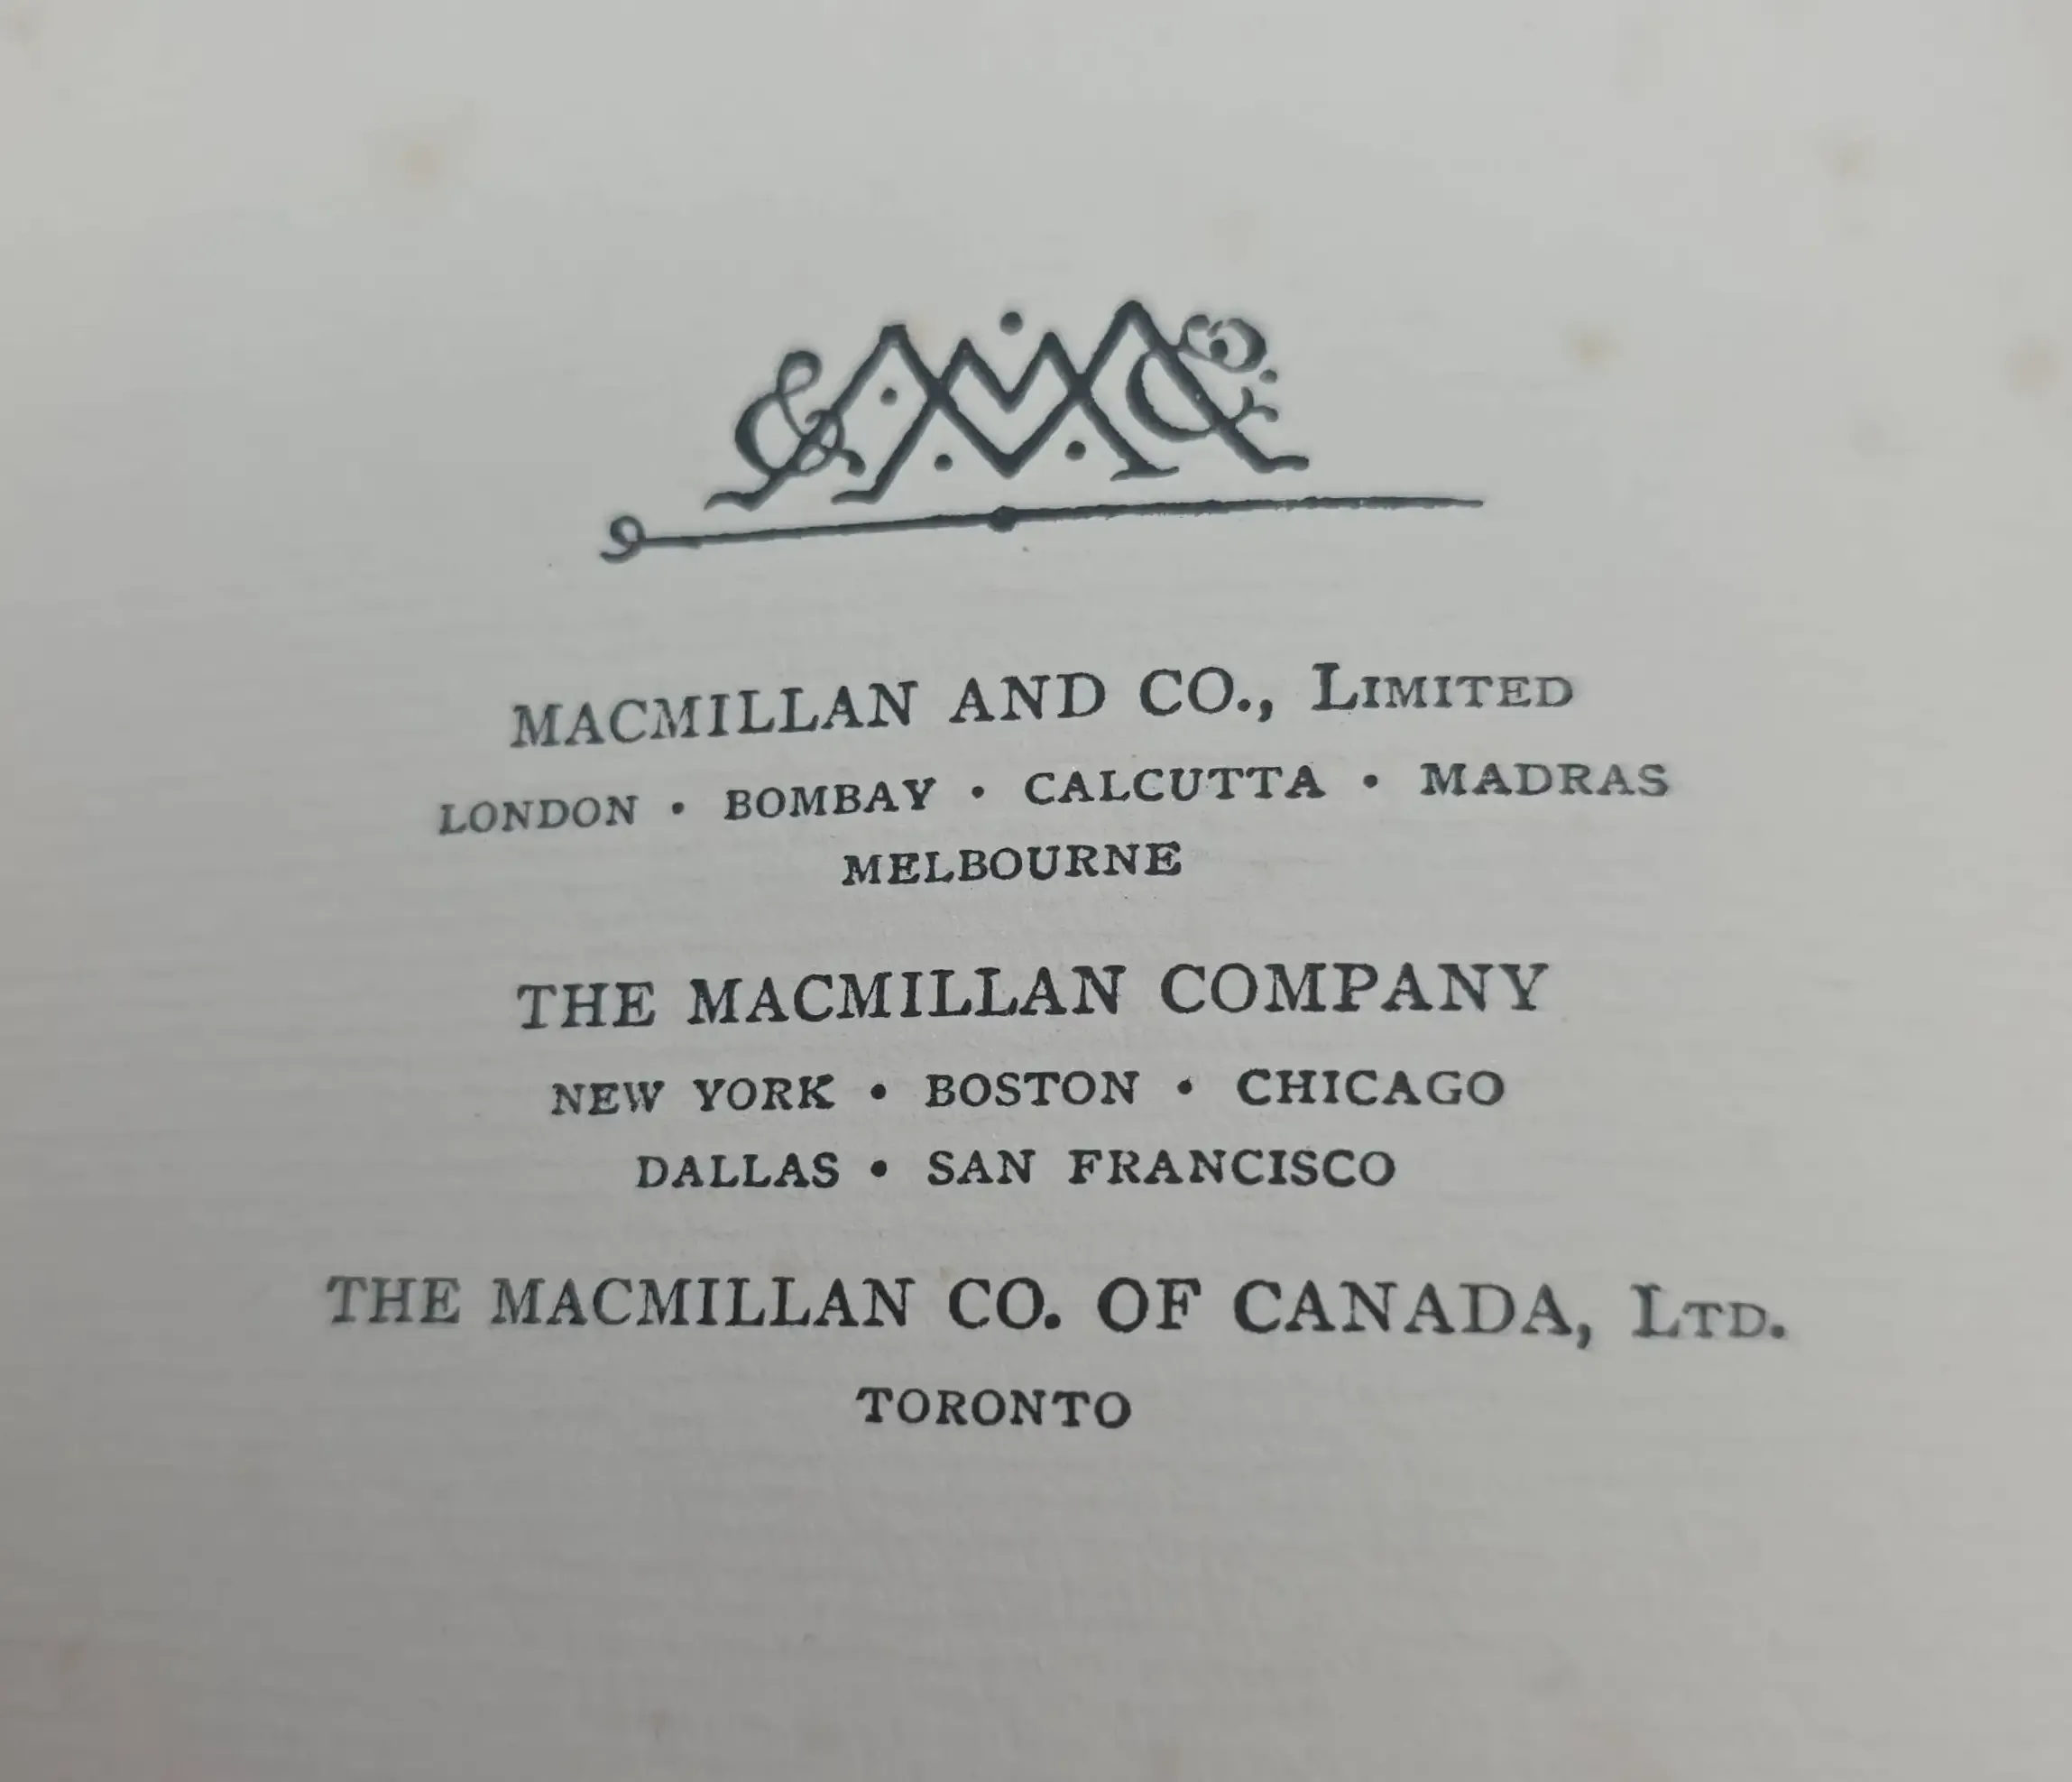 MACMILLAN AND CO., LIMITED
LONDON • BOMBAY • CALCUTTA • MADRAS
MELBOURNE
THE MACMILLAN COMPANY
NEW YORK • BOSTON • CHICAGO
DALLAS • SAN FRANCISCO
THE MACMILLAN CO. OF CANADA, LTD.
TORONTO